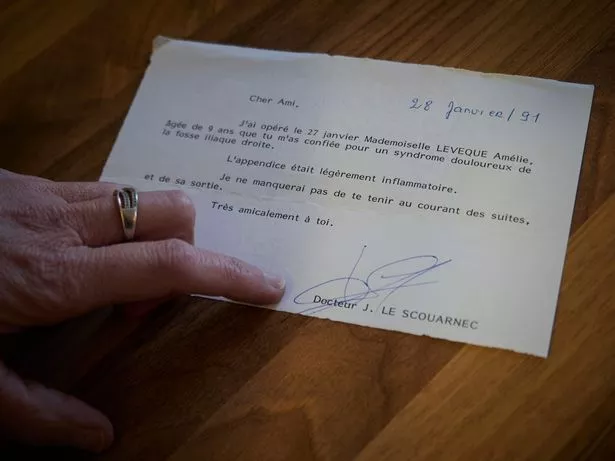 Cher Ami,
28 Janvier/91
J'ai opéré le 27 janvier Mademoiselle LEVEQUE Amélie,
âgée de 9 ans que tu m'as confiée pour un syndrome douloureux de
la fosse iliaque droite.
L'appendice était légèrement inflammatoire.
Je ne manquerai pas de te tenir au courant des suites,
et de sa sortie.
Très amicalement à toi.
Docteur J. LE SCOUARNEC